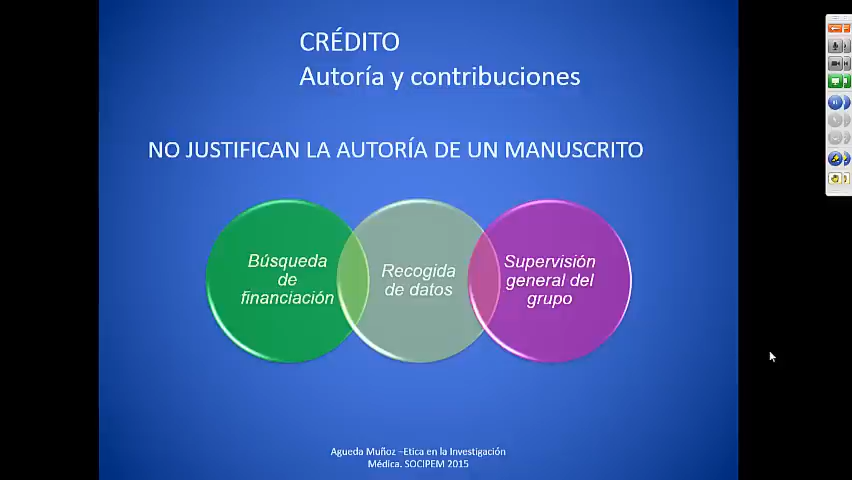 CRÉDITO
Autoría y contribuciones
NO JUSTIFICAN LA AUTORÍA DE UN MANUSCRITO
Búsqueda
de
financiación
Recogida
de datos
Supervisión
general del
grupo
Agueda Muñoz –Etica en la Investigación
Médica. SOCIPEM 2015